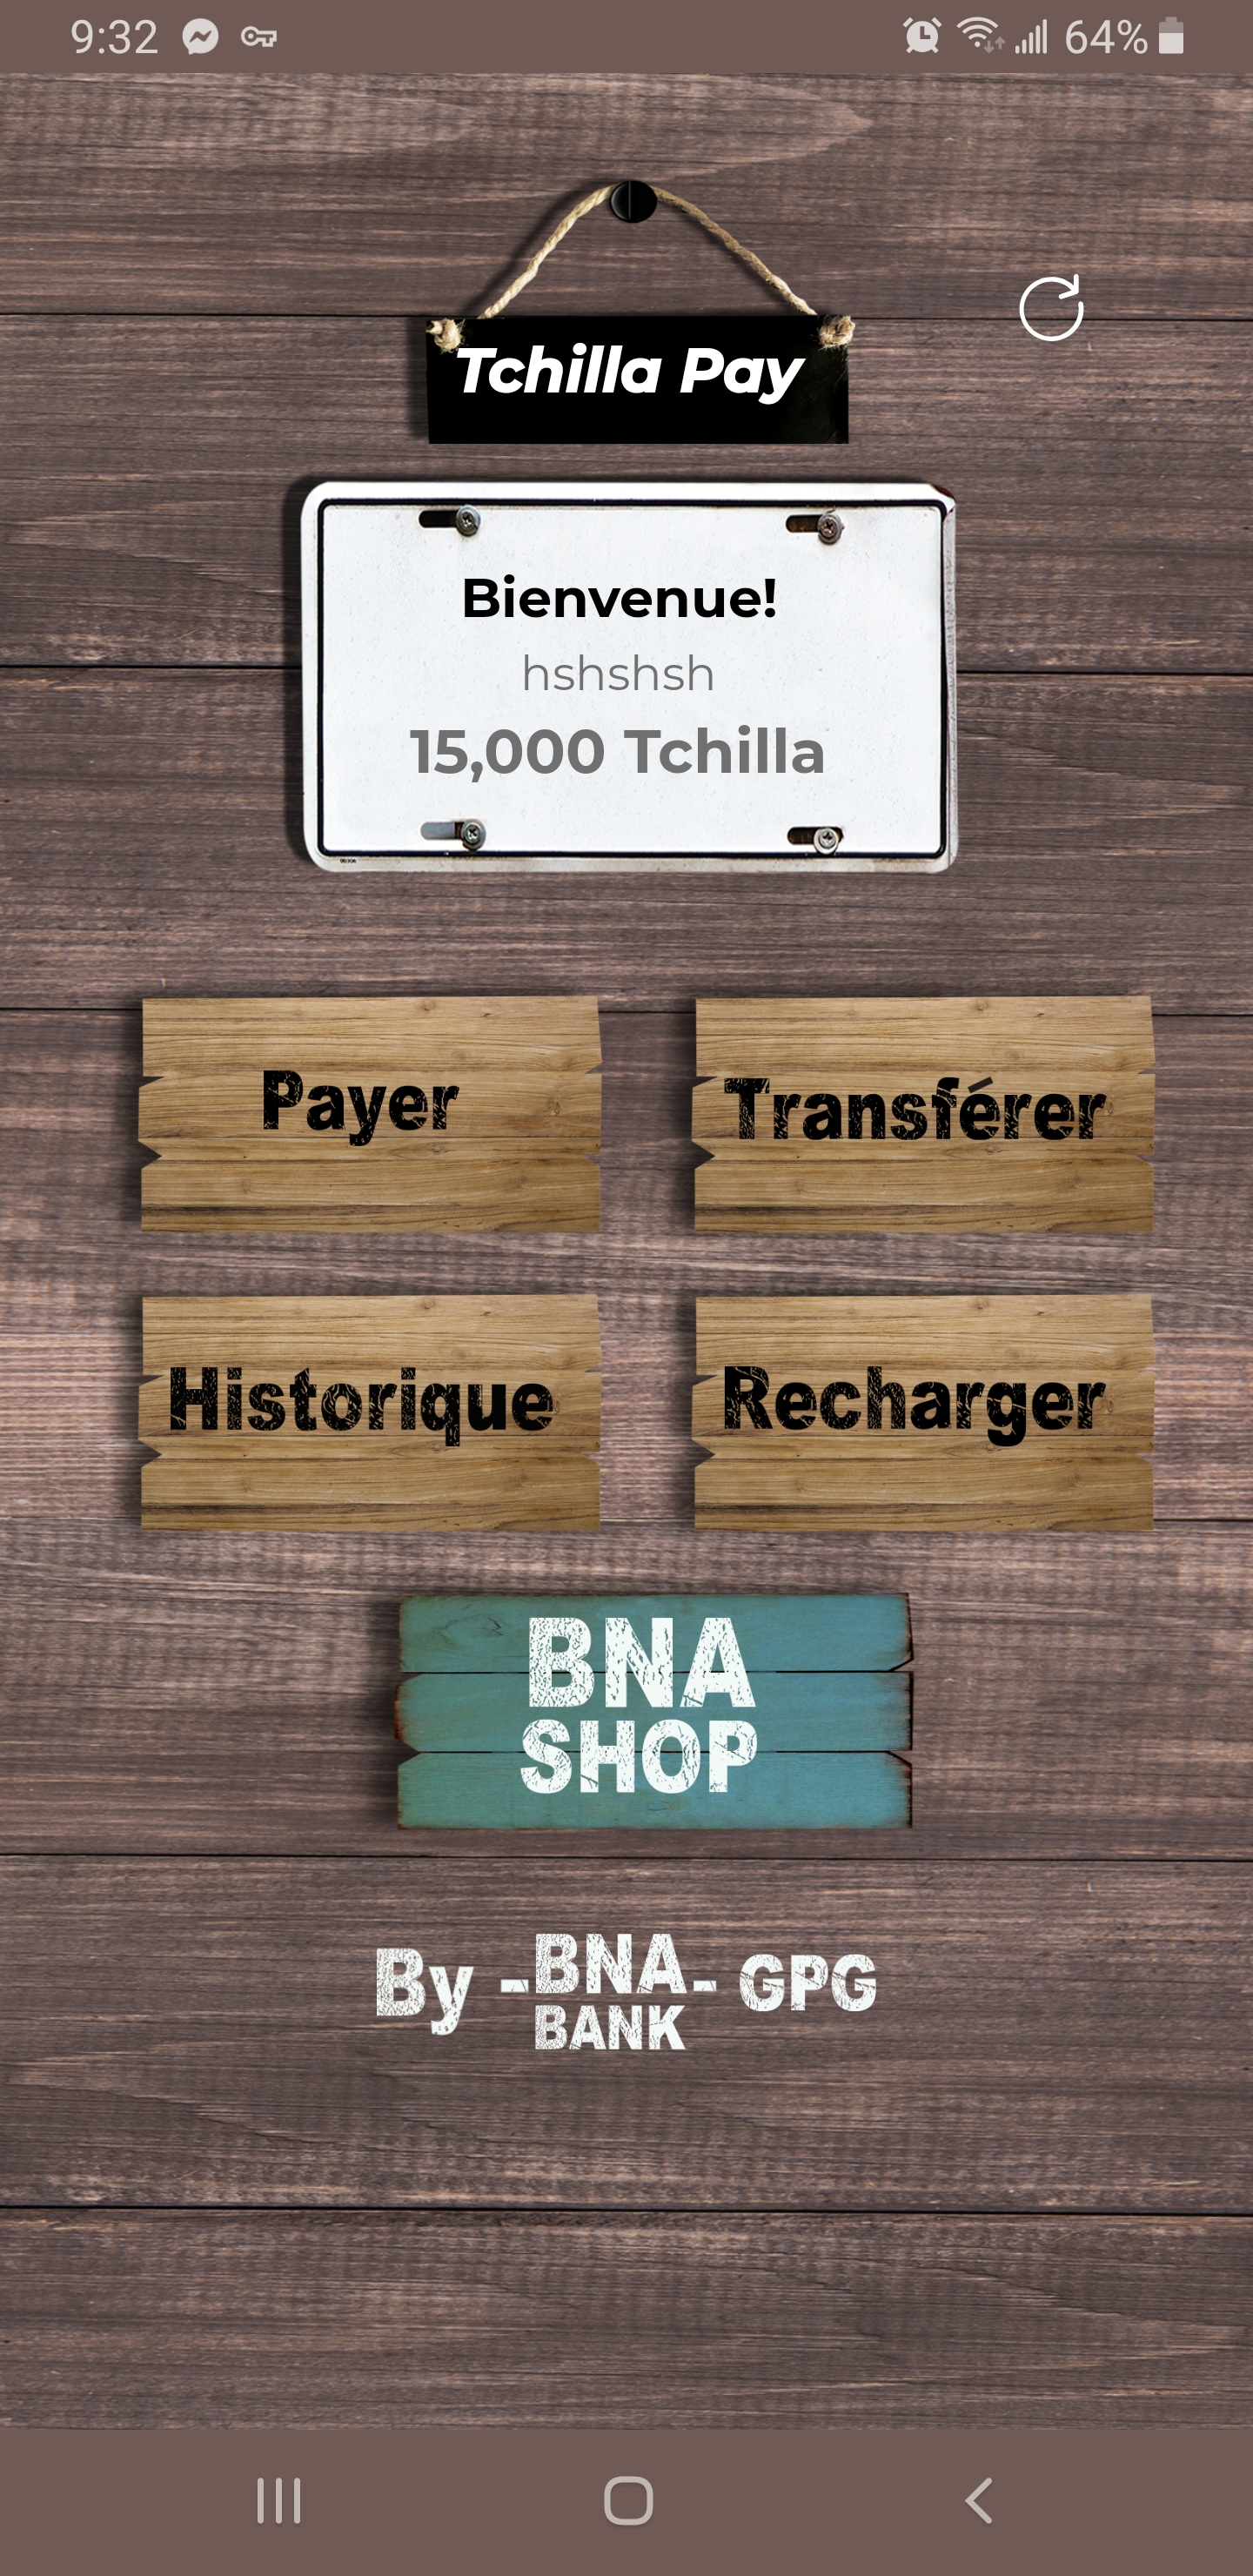 9:32 64%
Tchilla Pay
Bienvenue!
hshshsh
15,000 Tchilla
Payer
Transférer
Historique
Recharger
BNA
SHOP
By - BNA BANK - GPG